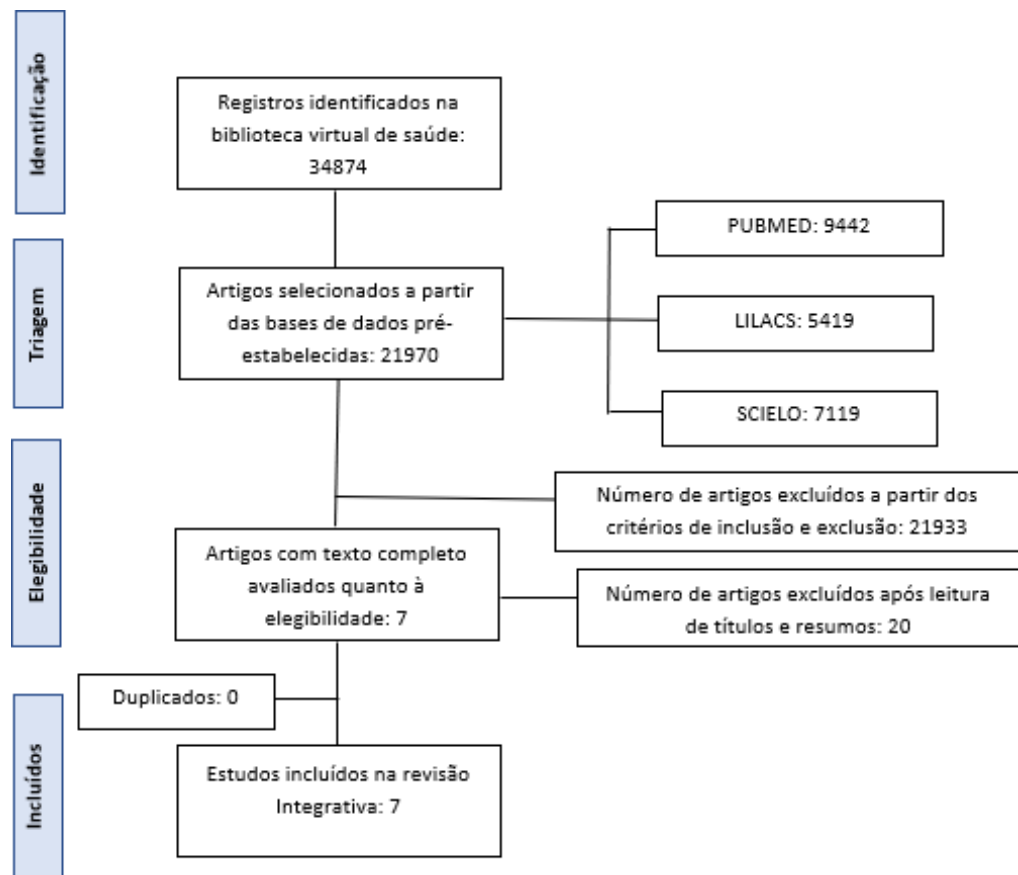 Identificação
Registros identificados na
biblioteca virtual de saúde:
34874
Triagem
Artigos selecionados a partir
das bases de dados pré-
estabelecidas: 21970
PUBMED: 9442
LILACS: 5419
SCIELO: 7119
Elegibilidade
Número de artigos excluídos a partir dos
critérios de inclusão e exclusão: 21933
Artigos com texto completo
avaliados quanto à
elegibilidade: 7
Número de artigos excluídos após leitura
de títulos e resumos: 20
Duplicados: 0
Incluídos
Estudos incluídos na revisão
Integrativa: 7